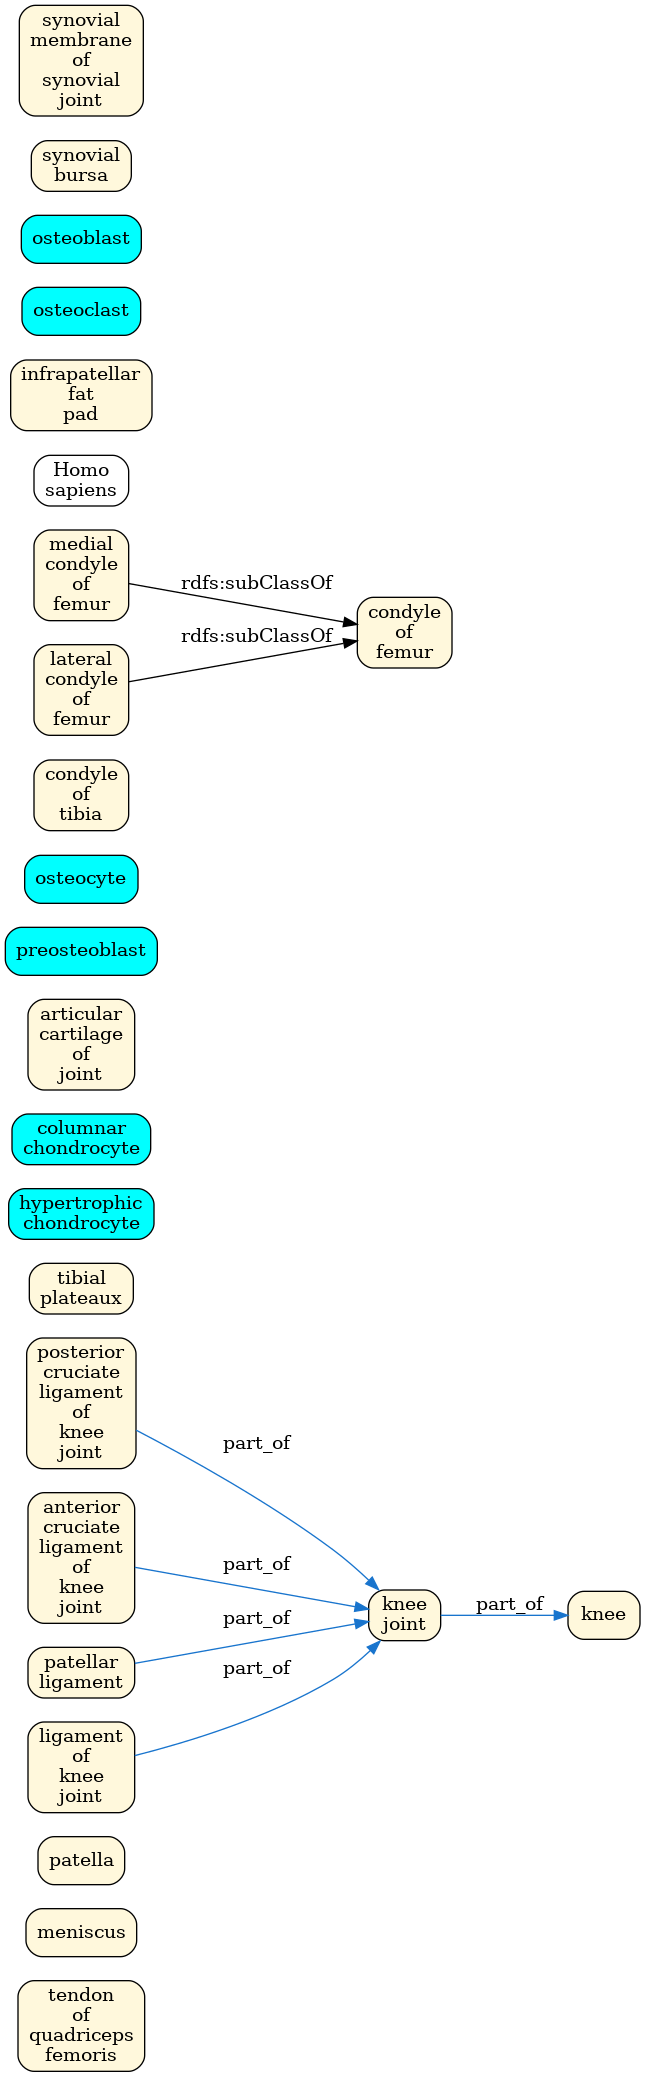 synovial
membrane
of
synovial
joint
synovial
bursa
osteoblast
osteoclast
infrapatellar
fat
pad
Homo
sapiens
medial
condyle
of
femur
rdfs:subClassOf
condyle
of
femur
rdfs:subClassOf
lateral
condyle
of
femur
condyle
of
tibia
osteocyte
preosteoblast
articular
cartilage
of
joint
columnar
chondrocyte
hypertrophic
chondrocyte
tibial
plateaux
posterior
cruciate
ligament
of
knee
joint
part_of
anterior
cruciate
ligament
of
knee
joint
part_of
knee
joint
part_of
knee
part_of
patellar
ligament
part_of
ligament
of
knee
joint
patella
meniscus
tendon
of
quadriceps
femoris